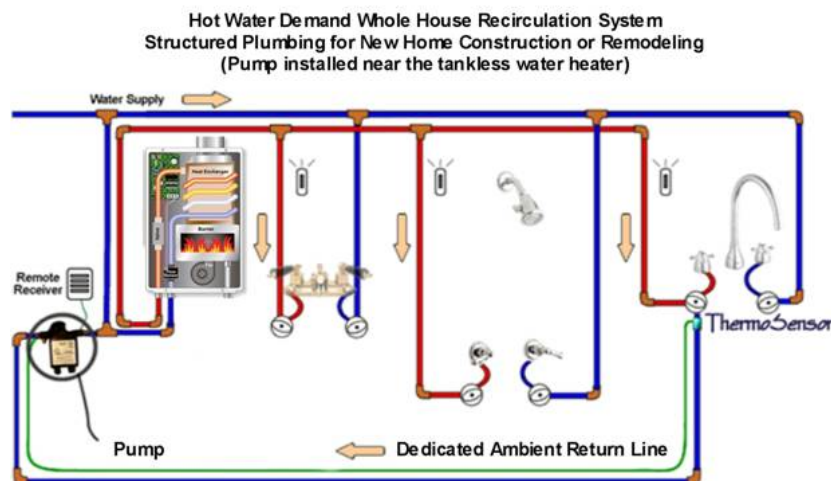 Hot Water Demand Whole House Recirculation System
Structured Plumbing for New Home Construction or Remodeling
(Pump installed near the tankless water heater)
Water Supply
Heat Exchanger
Burner
Remote
Receiver
ThermoSensor
Pump
Dedicated Ambient Return Line